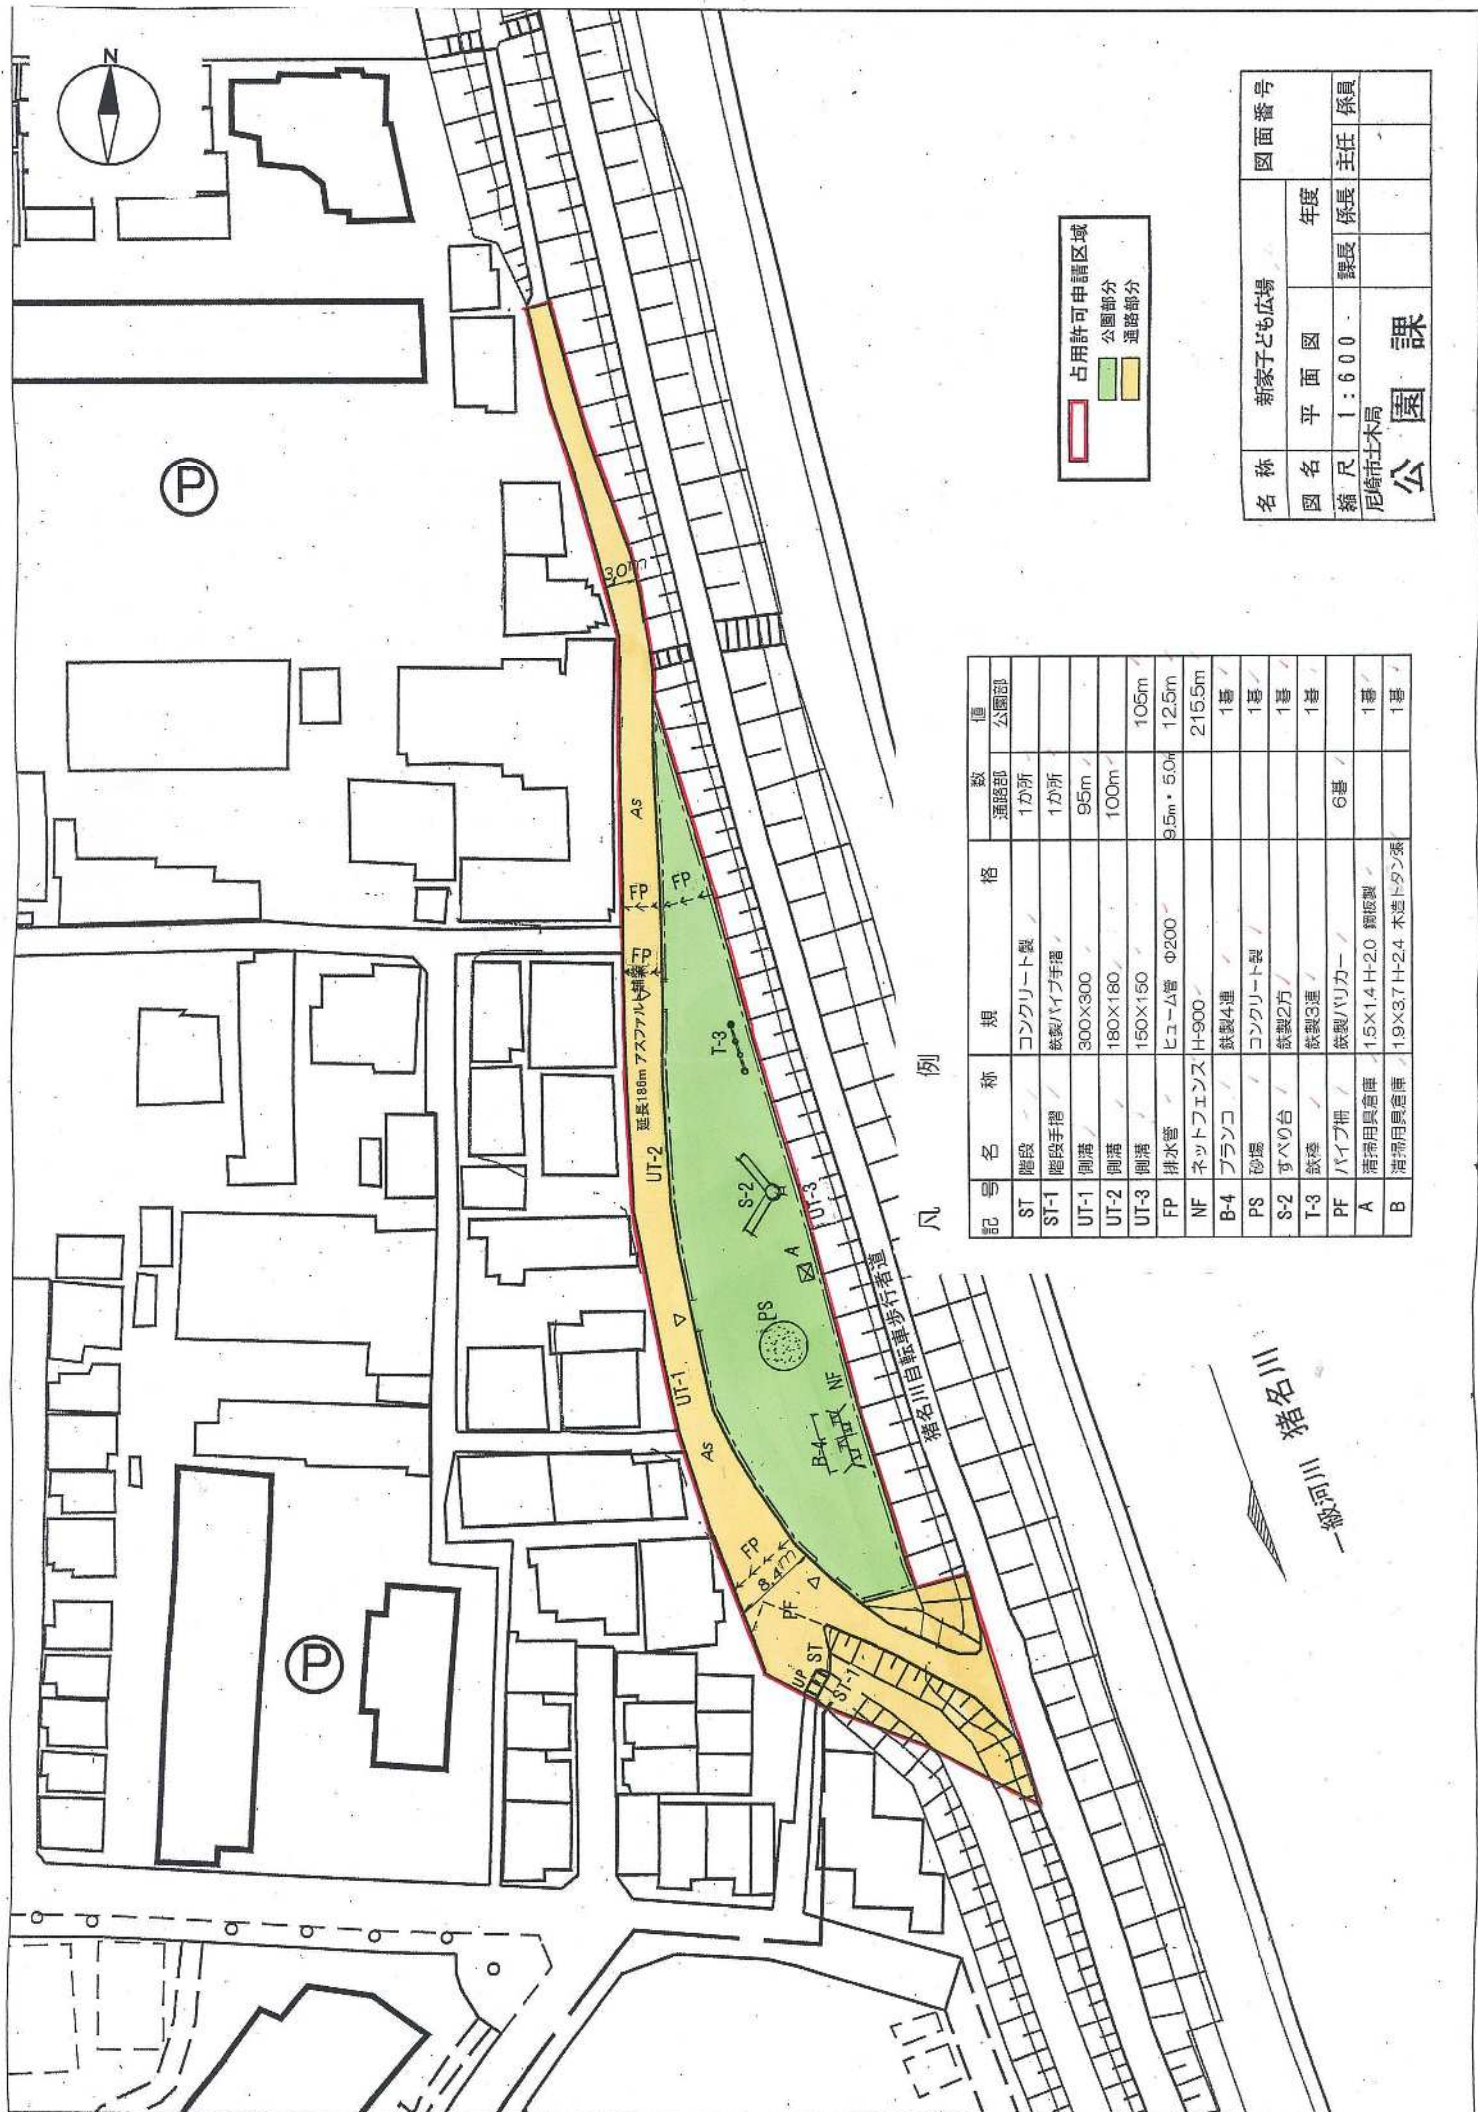 N
P
P
3.0m
As
FP
FP
FP
延長186m アスファルト舗装
UT-2
T-3
S-2
UT-3
A
PS
UT-1
As
B-4
NF
FP
8.4m
PF
UP
ST
ST-1
猪名川自転車歩行者道
一級河川 猪名川
占用許可申請区域
公園部分
通路部分
凡 例
記号 名 称 規 格 数 値
通路部 公園部
ST 階段 コンクリート製 1か所
ST-1 階段手摺 鉄製パイプ手摺 1か所
UT-1 側溝 300×300 95m
UT-2 側溝 180×180 100m
UT-3 側溝 150×150 105m
FP 排水管 ヒューム管 Φ200 9.5m・5.0m 12.5m
NF ネットフェンス H-900 215.5m
B-4 ブランコ 鉄製4連 1基
PS 砂場 コンクリート製 1基
S-2 すべり台 鉄製2方 1基
T-3 鉄棒 鉄製3連 1基
PF パイプ柵 鉄製バリカー 6基
A 清掃用具倉庫 1.5×1.4 H-2.0 鋼板製 1基
B 清掃用具倉庫 1.9×3.7 H-2.4 木造トタン張 1基
名 称 新家子ども広場 図面番号
図 名 平 面 図 年度
縮 尺 1:600 課長 係長 主任 係員
尼崎市土木局
公 園 課